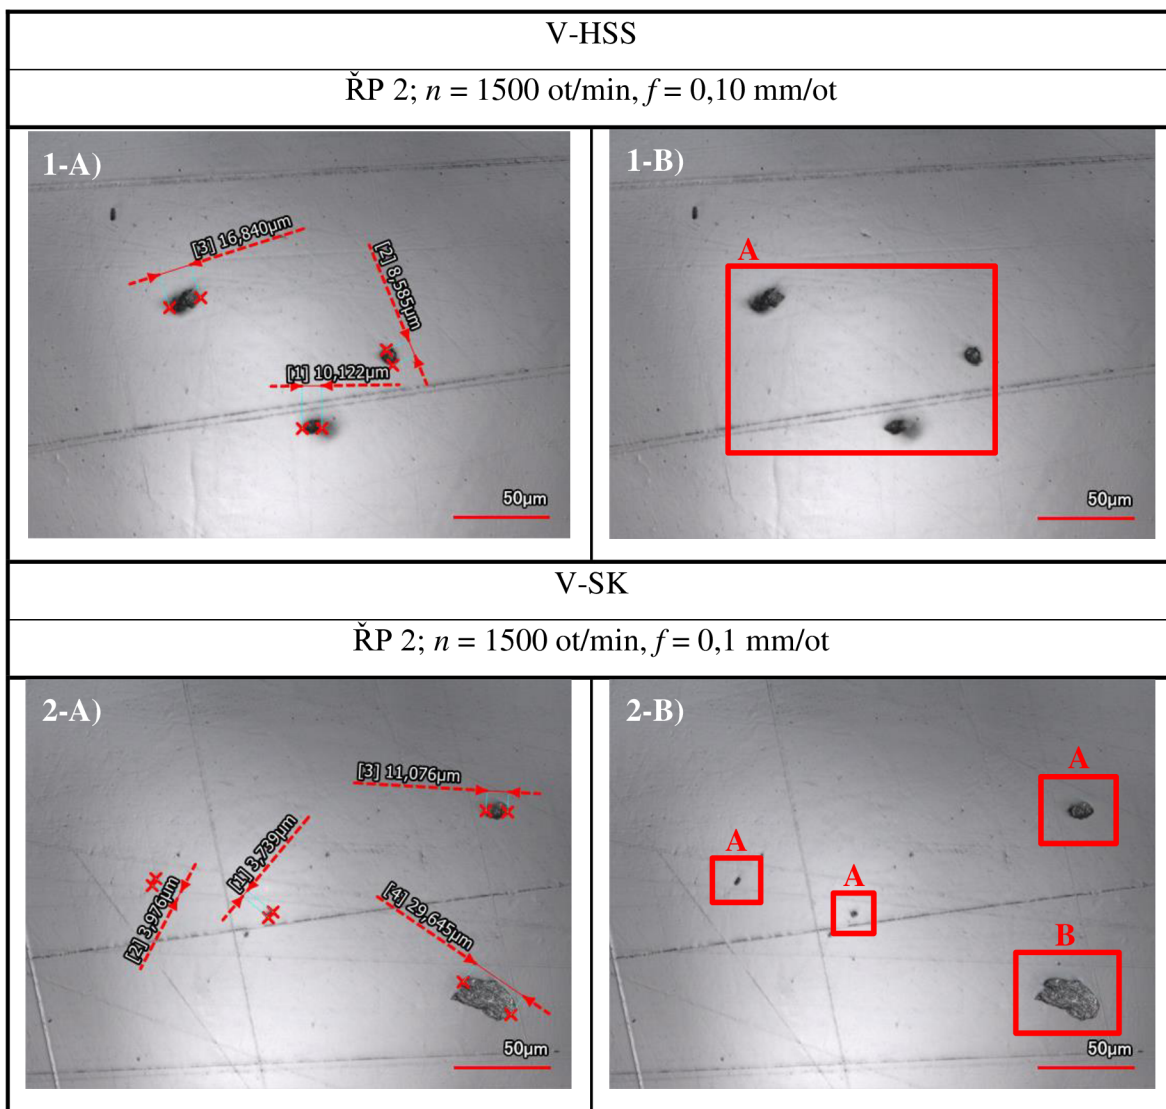 V-HSS
ŘP 2; n = 1500 ot/min, f = 0,10 mm/ot
1-A)
[3] 16,840µm
[2] 8,585µm
[1] 10,122µm
50µm
1-B)
A
50µm
V-SK
ŘP 2; n = 1500 ot/min, f = 0,1 mm/ot
2-A)
[3] 11,076µm
[1] 3,739µm
[2] 3,976µm
[4] 29,645µm
50µm
2-B)
A
A
A
B
50µm